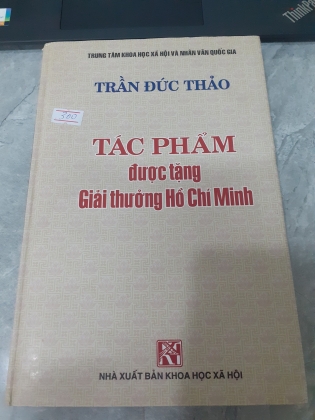 TRUNG TÂM KHOA HỌC XÃ HỘI VÀ NHÂN VĂN QUỐC GIA
TRẦN ĐỨC THẢO
TÁC PHẨM
được tặng
Giải thưởng Hồ Chí Minh
NHÀ XUẤT BẢN KHOA HỌC XÃ HỘI